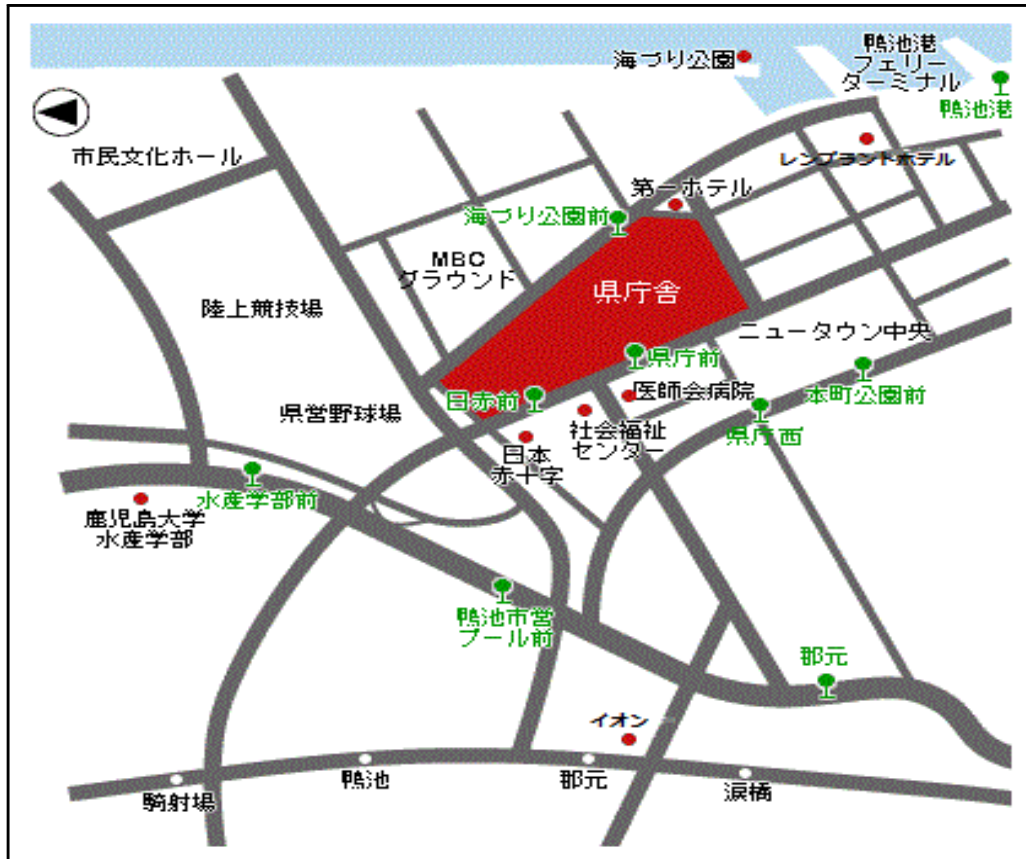 鴨池港
フェリー
ターミナル
海づり公園
鴨池港
市民文化ホール
レンブラントホテル
第一ホテル
海づり公園前
MBC
グラウンド
県庁舎
陸上競技場
ニュータウン中央
県庁前
医師会病院
本町公園前
日赤前
県営野球場
社会福祉
センター
県庁西
日本
赤十字
水産学部前
鹿児島大学
水産学部
鴨池市営
プール前
郡元
イオン
騎射場
鴨池
郡元
涙橋